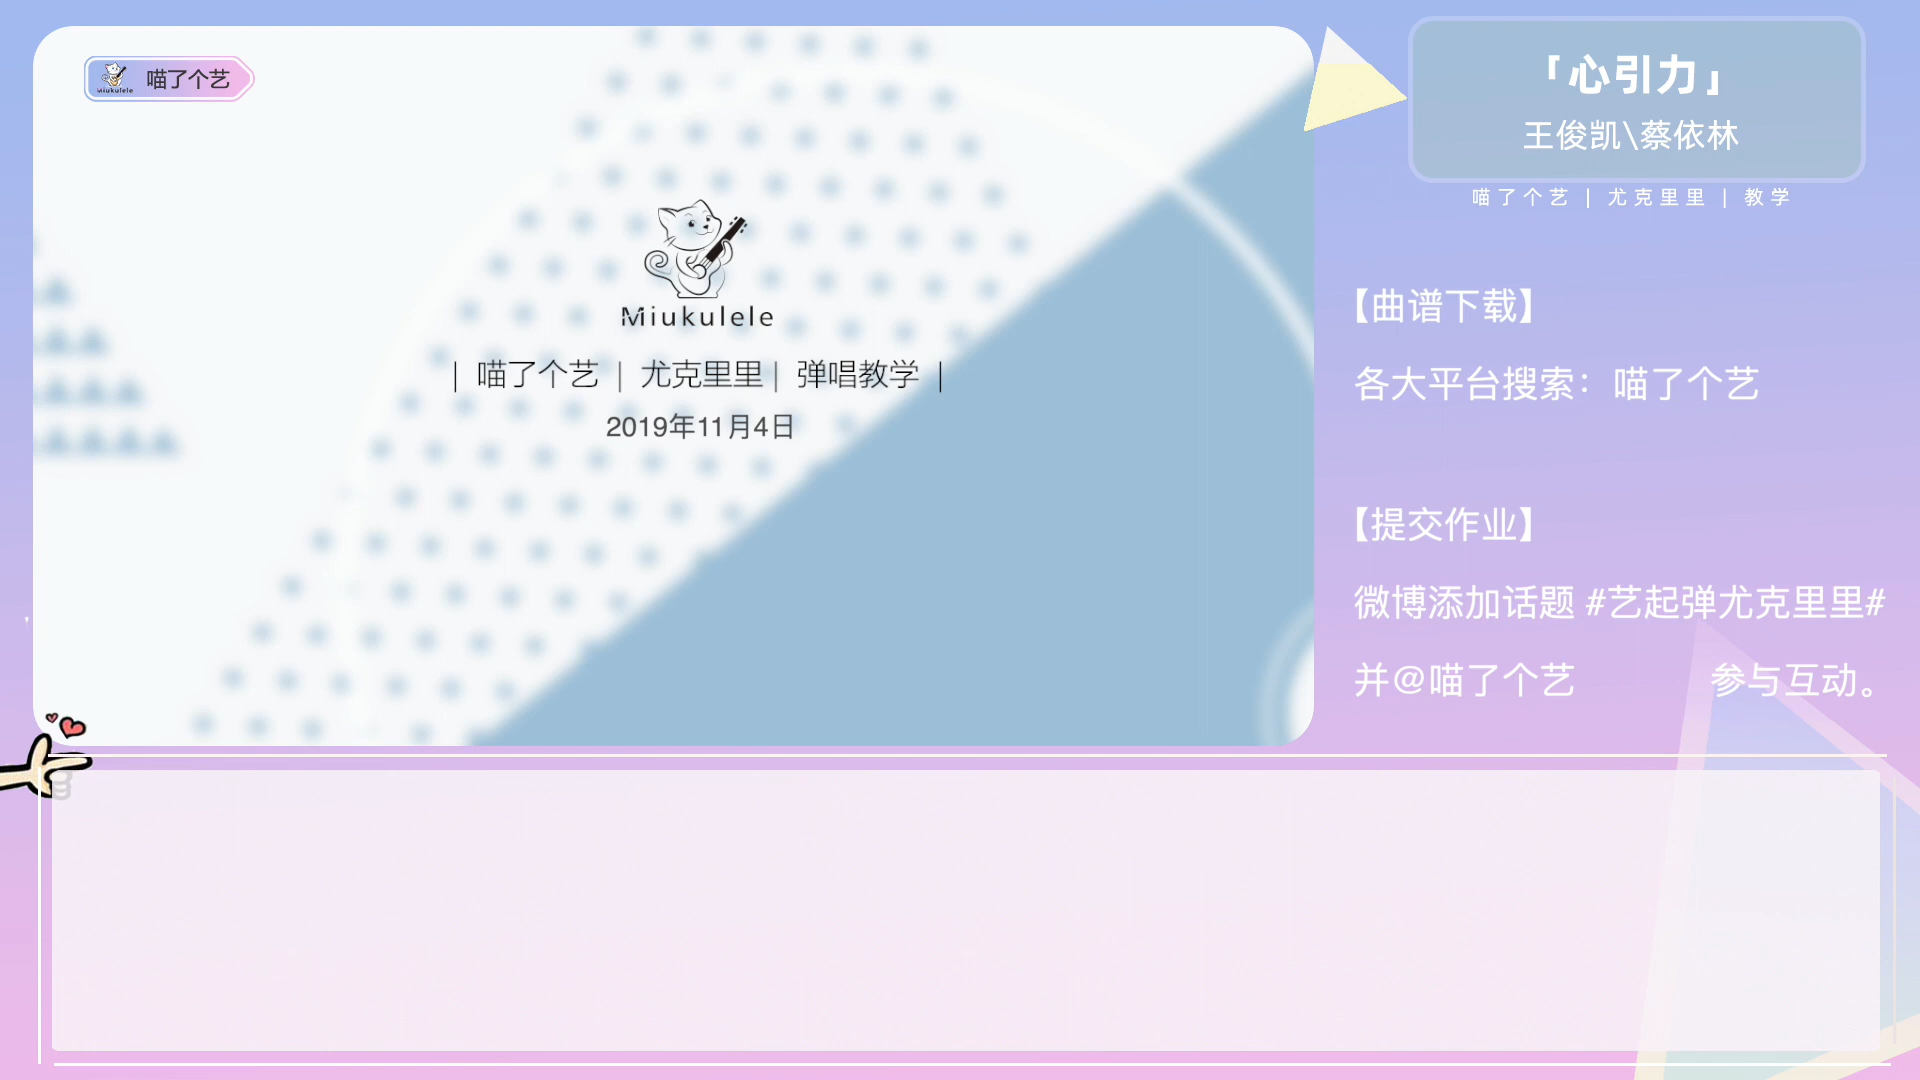 Miukulele
喵了个艺
Miukulele
| 喵了个艺 | 尤克里里 | 弹唱教学 |
2019年11月4日
「心引力」
王俊凯\蔡依林
喵了个艺 | 尤克里里 | 教学
【曲谱下载】
各大平台搜索：喵了个艺
【提交作业】
微博添加话题 #艺起弹尤克里里#
并@喵了个艺 参与互动。